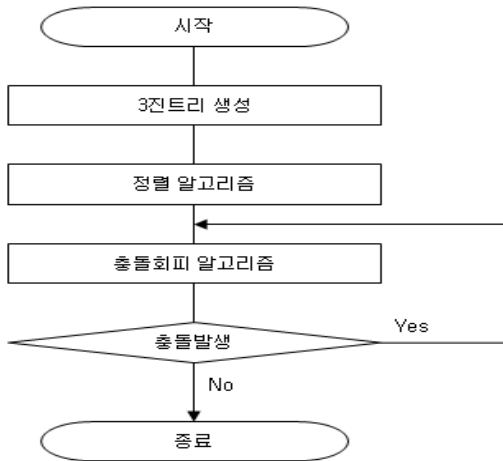 시작
3진트리 생성
정렬 알고리즘
충돌회피 알고리즘
충돌발생
Yes
No
종료